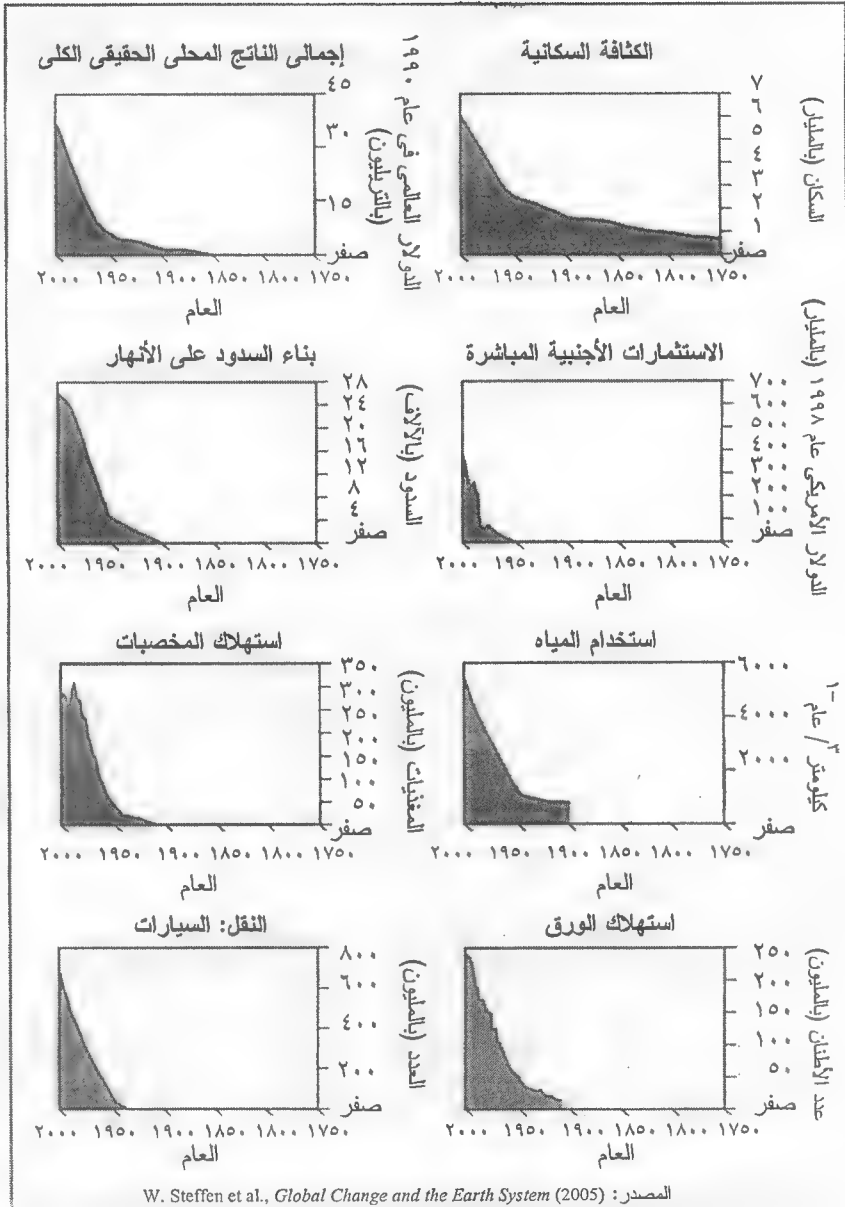 الكثافة السكانية
السكان (بالمليار)
٧
٦
٥
٤
٣
٢
١
صفر
١٧٥٠ ١٨٠٠ ١٨٥٠ ١٩٠٠ ١٩٥٠ ٢٠٠٠
العام
إجمالى الناتج المحلى الحقيقى الكلى
الدولار العالمى فى عام ١٩٩٠
(بالتريليون)
٤٥
٣٠
١٥
صفر
١٧٥٠ ١٨٠٠ ١٨٥٠ ١٩٠٠ ١٩٥٠ ٢٠٠٠
العام
الاستثمارات الأجنبية المباشرة
الدولار الأمريكى عام ١٩٩٨ (بالمليار)
٧٠٠
٦٠٠
٥٠٠
٤٠٠
٣٠٠
٢٠٠
١٠٠
صفر
١٧٥٠ ١٨٠٠ ١٨٥٠ ١٩٠٠ ١٩٥٠ ٢٠٠٠
العام
بناء السدود على الأنهار
السدود (بالآلاف)
٢٨
٢٤
٢٠
١٦
١٢
٨
٤
صفر
١٧٥٠ ١٨٠٠ ١٨٥٠ ١٩٠٠ ١٩٥٠ ٢٠٠٠
العام
استخدام المياه
كيلومتر ٣/ عام -١
٦٠٠٠
٤٠٠٠
٢٠٠٠
صفر
١٧٥٠ ١٨٠٠ ١٨٥٠ ١٩٠٠ ١٩٥٠ ٢٠٠٠
العام
استهلاك المخصبات
المغذيات (بالمليون)
٣٥٠
٣٠٠
٢٥٠
٢٠٠
١٥٠
١٠٠
٥٠
صفر
١٧٥٠ ١٨٠٠ ١٨٥٠ ١٩٠٠ ١٩٥٠ ٢٠٠٠
العام
استهلاك الورق
عدد الأطنان (بالمليون)
٢٥٠
٢٠٠
١٥٠
١٠٠
٥٠
صفر
١٧٥٠ ١٨٠٠ ١٨٥٠ ١٩٠٠ ١٩٥٠ ٢٠٠٠
العام
النقل: السيارات
العدد (بالمليون)
٨٠٠
٦٠٠
٤٠٠
٢٠٠
صفر
١٧٥٠ ١٨٠٠ ١٨٥٠ ١٩٠٠ ١٩٥٠ ٢٠٠٠
العام
المصدر: W. Steffen et al., Global Change and the Earth System (2005)